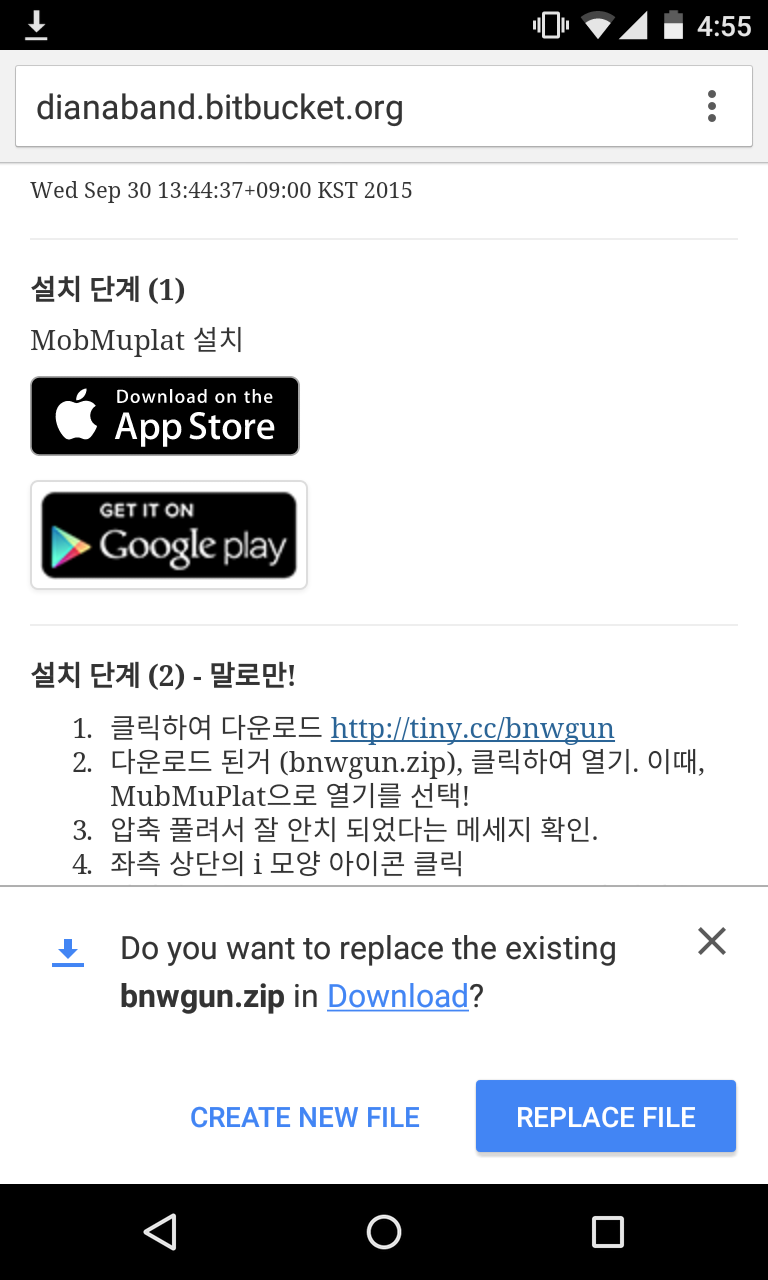 4:55
dianaband.bitbucket.org
Wed Sep 30 13:44:37+09:00 KST 2015
설치 단계 (1)
MobMuplat 설치
Download on the
App Store
GET IT ON
Google play
설치 단계 (2) - 말로만!
1. 클릭하여 다운로드 http://tiny.cc/bnwgun
2. 다운로드 된거 (bnwgun.zip), 클릭하여 열기. 이때,
MubMuPlat으로 열기를 선택!
3. 압축 풀려서 잘 안치 되었다는 메세지 확인.
4. 좌측 상단의 i 모양 아이콘 클릭
Do you want to replace the existing
bnwgun.zip in Download?
CREATE NEW FILE
REPLACE FILE